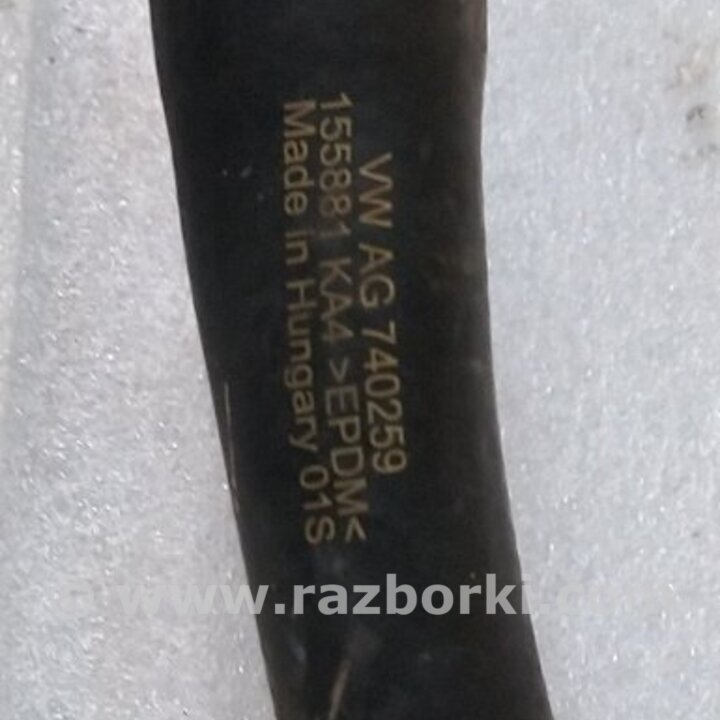 VW AG 740259
155881 KA4 >EPDM<
Made in Hungary 01S
www.razborki.com